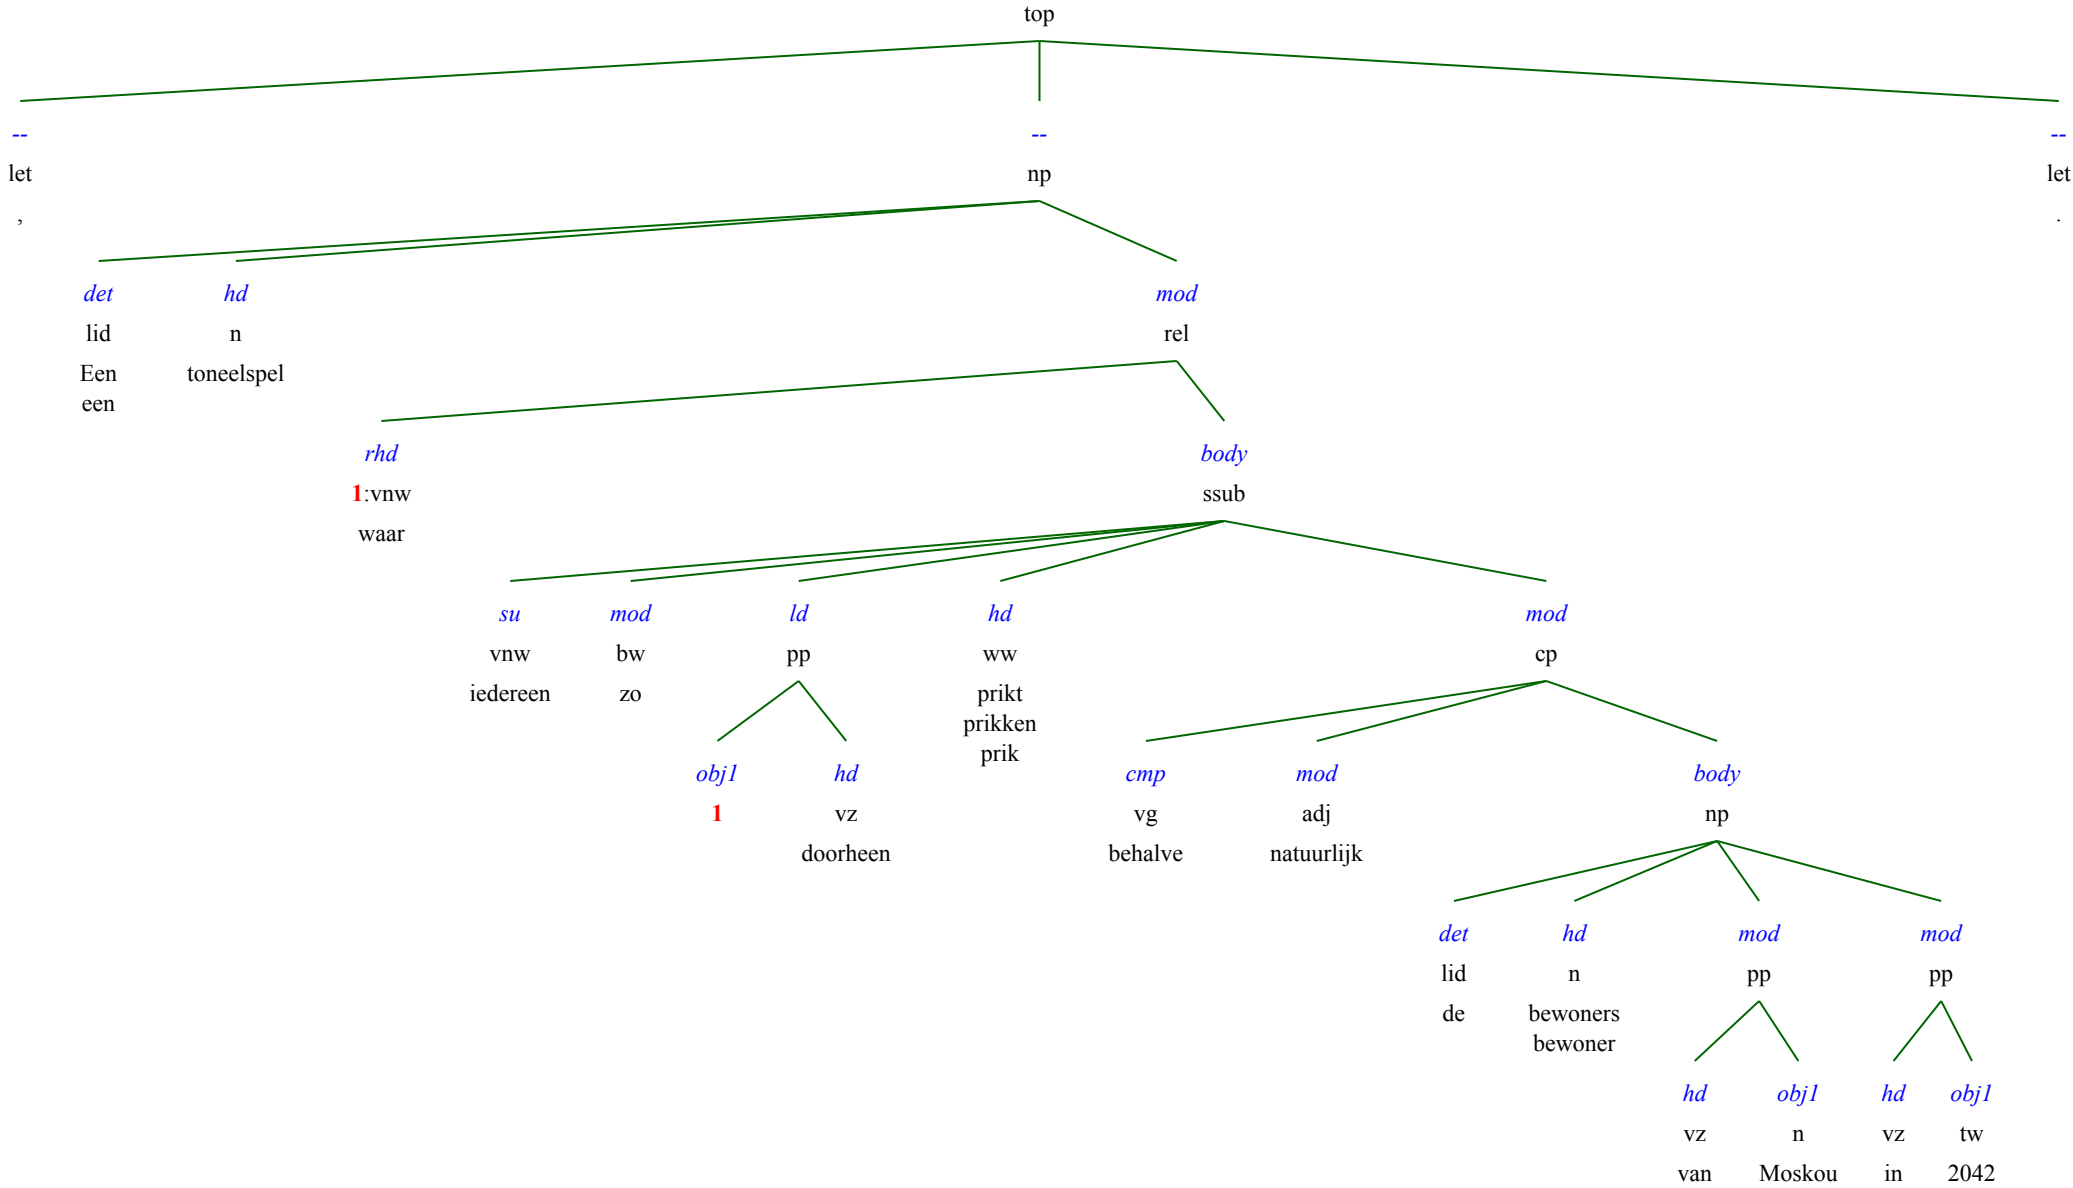 top
-- -- --
let np let
, .
det hd mod
lid n rel
Een toneelspel
een
rhd body
1:vnw ssub
waar
su mod ld hd mod
vnw bw pp ww cp
iedereen zo prikt
prikken
prik
obj1 hd cmp mod body
1 vz vg adj np
doorheen behalve natuurlijk
det hd mod mod
lid n pp pp
de bewoners
bewoner
hd obj1 hd obj1
vz n vz tw
van Moskou in 2042